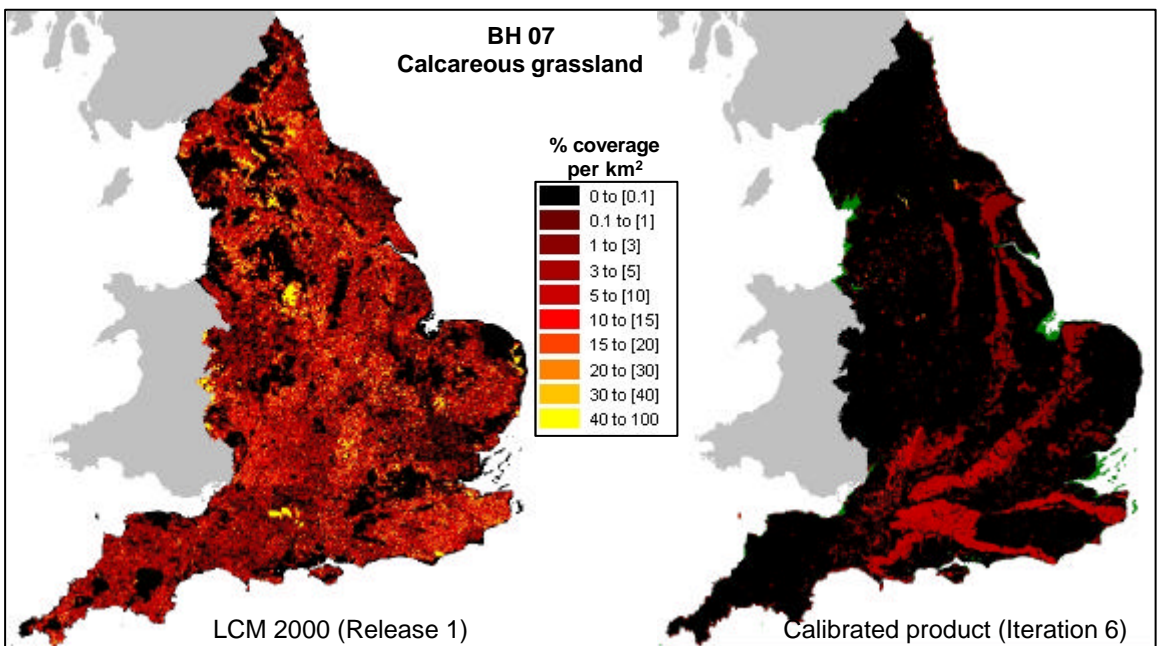 BH 07
Calcareous grassland
% coverage
per km²
0 to [0.1]
0.1 to [1]
1 to [3]
3 to [5]
5 to [10]
10 to [15]
15 to [20]
20 to [30]
30 to [40]
40 to 100
LCM 2000 (Release 1)
Calibrated product (Iteration 6)